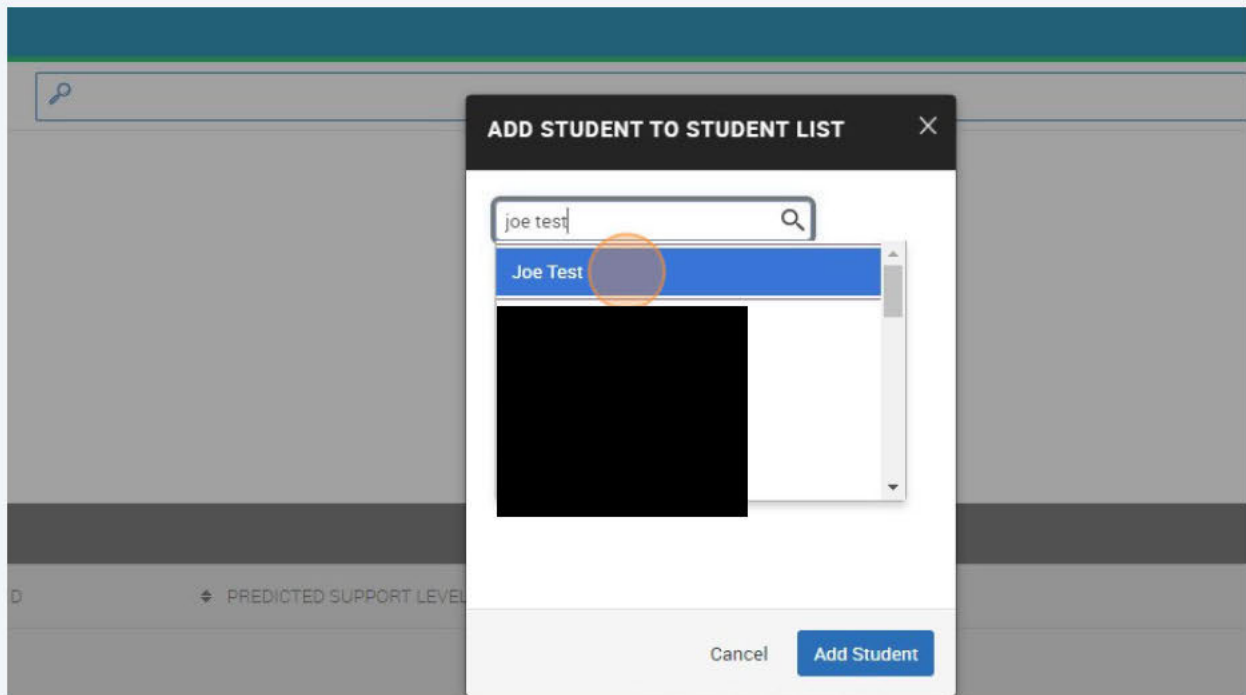 ADD STUDENT TO STUDENT LIST
joe test
Joe Test
D
PREDICTED SUPPORT LEVEL
Cancel
Add Student